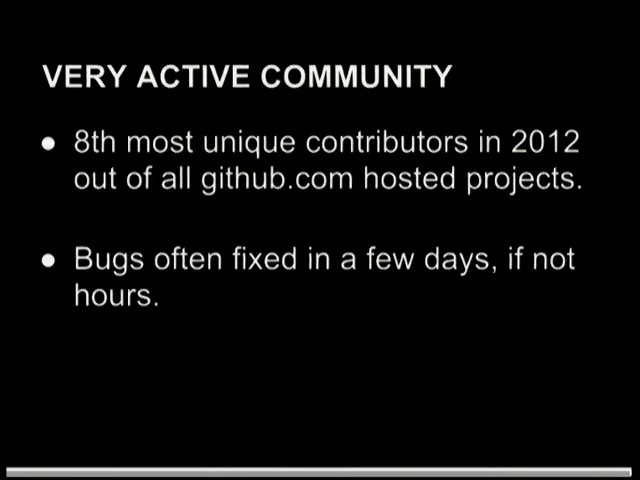 VERY ACTIVE COMMUNITY
● 8th most unique contributors in 2012
out of all github.com hosted projects.
● Bugs often fixed in a few days, if not
hours.